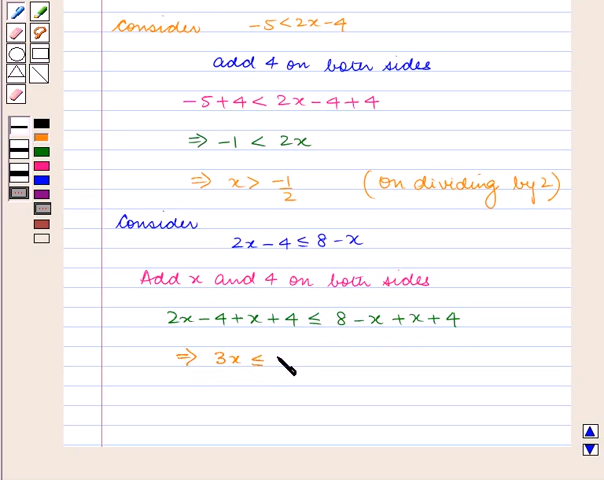 Consider -5 < 2x - 4
add 4 on both sides
-5 + 4 < 2x - 4 + 4
⇒ -1 < 2x
⇒ x > -1/2 (On dividing by 2)
Consider
2x - 4 ≤ 8 - x
Add x and 4 on both sides
2x - 4 + x + 4 ≤ 8 - x + x + 4
⇒ 3x ≤